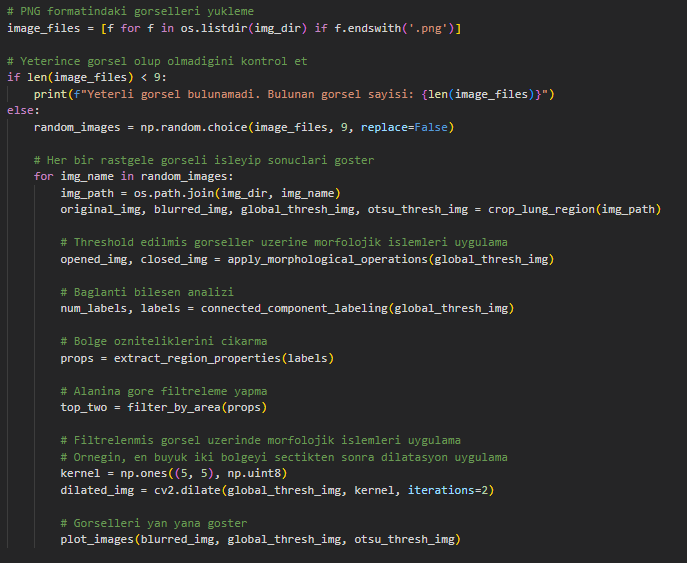 # PNG formatindaki gorselleri yukleme
image_files = [f for f in os.listdir(img_dir) if f.endswith('.png')]
# Yeterince gorsel olup olmadigini kontrol et
if len(image_files) < 9:
    print(f"Yeterli gorsel bulunamadi. Bulunan gorsel sayisi: {len(image_files)}")
else:
    random_images = np.random.choice(image_files, 9, replace=False)
    # Her bir rastgele gorseli isleyip sonuclari goster
    for img_name in random_images:
        img_path = os.path.join(img_dir, img_name)
        original_img, blurred_img, global_thresh_img, otsu_thresh_img = crop_lung_region(img_path)
        # Threshold edilmis gorseller uzerine morfolojik islemleri uygulama
        opened_img, closed_img = apply_morphological_operations(global_thresh_img)
        # Baglanti bilesen analizi
        num_labels, labels = connected_component_labeling(global_thresh_img)
        # Bolge ozniteliklerini cikarma
        props = extract_region_properties(labels)
        # Alanina gore filtreleme yapma
        top_two = filter_by_area(props)
        # Filtrelenmis gorsel uzerinde morfolojik islemleri uygulama
        # Ornegin, en buyuk iki bolgeyi sectikten sonra dilatasyon uygulama
        kernel = np.ones((5, 5), np.uint8)
        dilated_img = cv2.dilate(global_thresh_img, kernel, iterations=2)
        # Gorselleri yan yana goster
        plot_images(blurred_img, global_thresh_img, otsu_thresh_img)